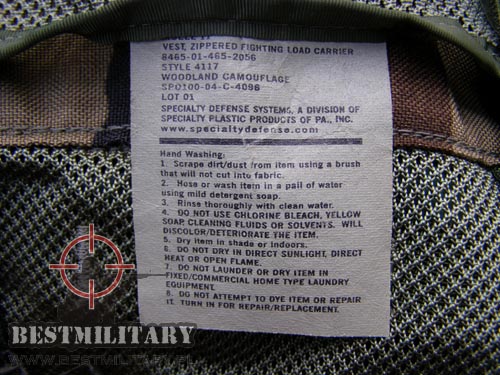 VEST, ZIPPERED FIGHTING LOAD CARRIER
8465-01-465-2056
STYLE 4117
WOODLAND CAMOUFLAGE
SPO100-04-C-4096
LOT 01
SPECIALTY DEFENSE SYSTEMS, A DIVISION OF
SPECIALTY PLASTIC PRODUCTS OF PA., INC.
www.specialtydefense.com
Hand Washing:
1. Scrape dirt/dust from item using a brush
that will not cut into fabric.
2. Hose or wash item in a pail of water
using mild detergent soap.
3. Rinse thoroughly with clean water.
4. DO NOT USE CHLORINE BLEACH, YELLOW
SOAP, CLEANING FLUIDS OR SOLVENTS. WILL
DISCOLOR/DETERIORATE THE ITEM.
5. Dry item in shade or indoors.
6. DO NOT DRY IN DIRECT SUNLIGHT, DIRECT
HEAT OR OPEN FLAME.
7. DO NOT LAUNDER OR DRY ITEM IN
FIXED/COMMERCIAL HOME TYPE LAUNDRY
EQUIPMENT.
8. DO NOT ATTEMPT TO DYE ITEM OR REPAIR
IT. TURN IN FOR REPAIR/REPLACEMENT.
BESTMILITARY
WWW.BESTMILITARY.PL